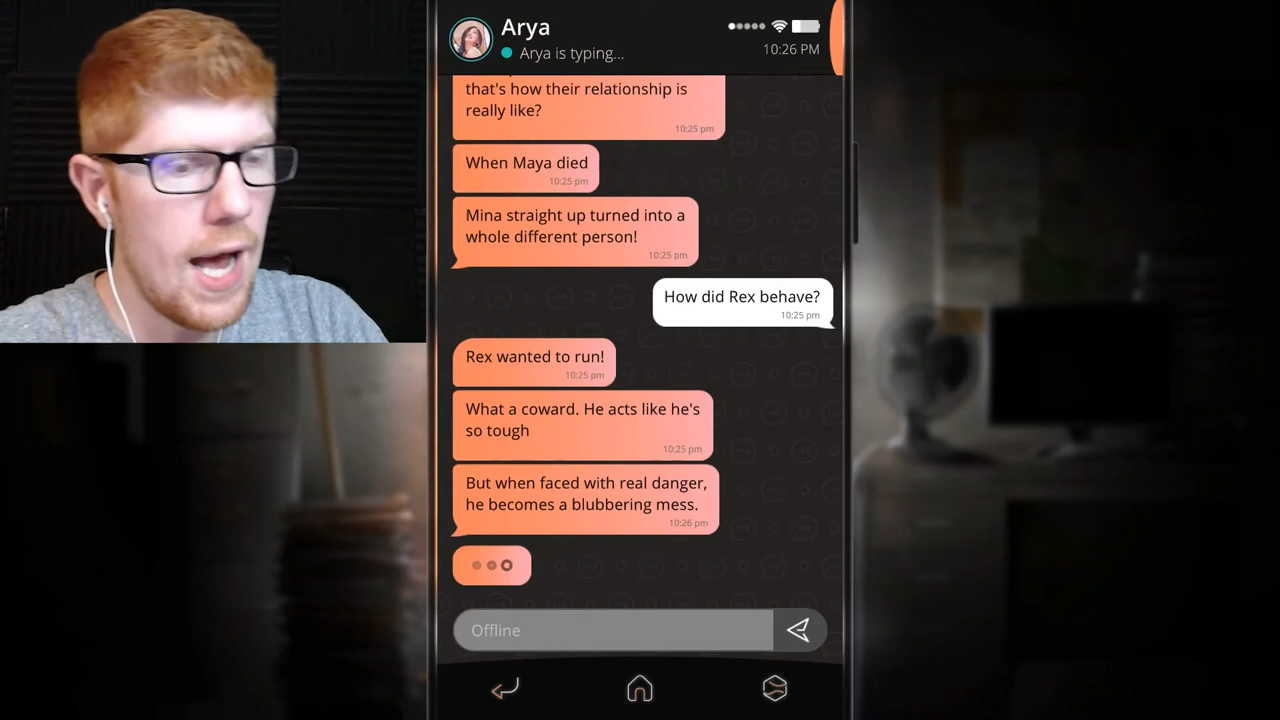 Arya
Arya is typing...
10:26 PM
that's how their relationship is
really like?
10:25 pm
When Maya died
10:25 pm
Mina straight up turned into a
whole different person!
10:25 pm
How did Rex behave?
10:25 pm
Rex wanted to run!
10:25 pm
What a coward. He acts like he's
so tough
10:25 pm
But when faced with real danger,
he becomes a blubbering mess.
10:26 pm
Offline